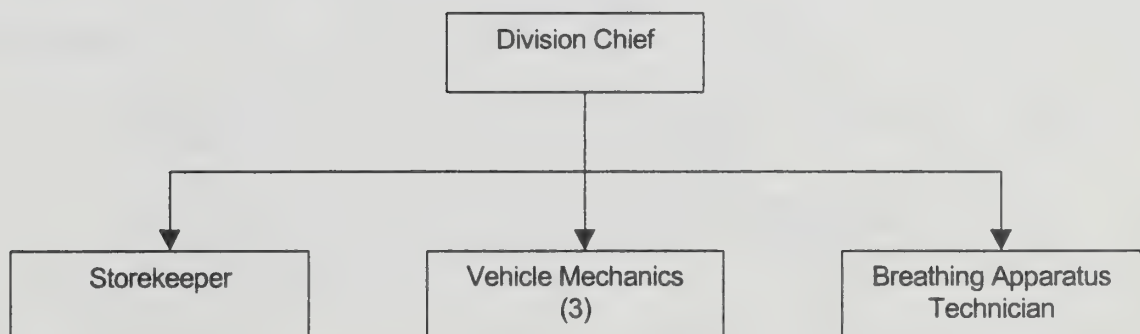 Division Chief
Storekeeper
Vehicle Mechanics
(3)
Breathing Apparatus
Technician